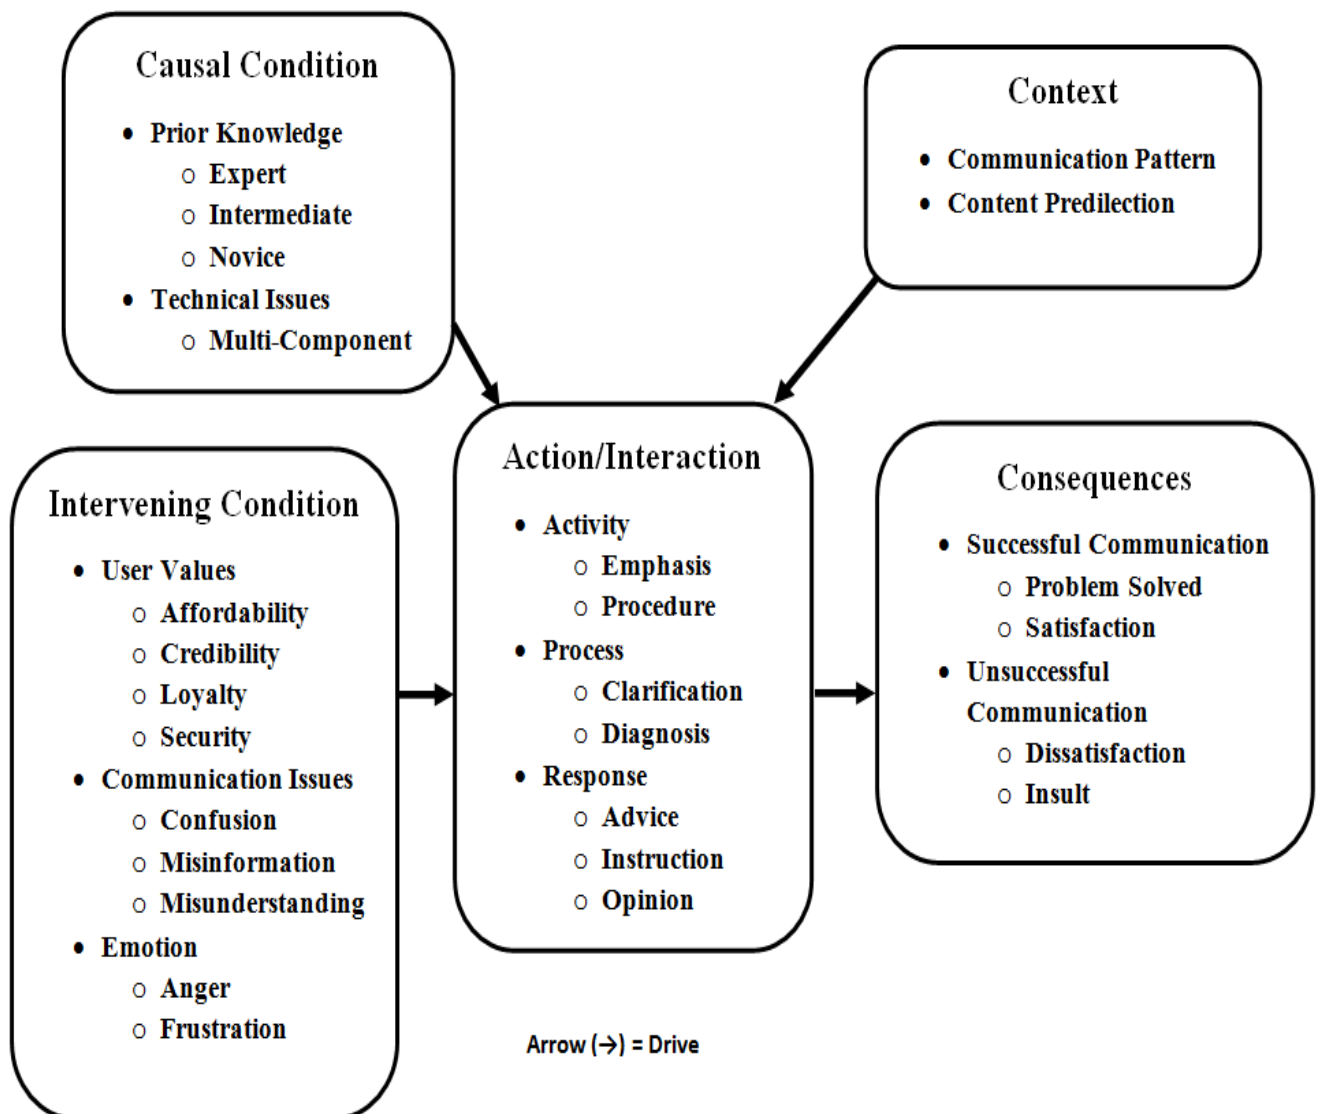 Causal Condition
• Prior Knowledge
o Expert
o Intermediate
o Novice
• Technical Issues
o Multi-Component
Context
• Communication Pattern
• Content Predilection
Intervening Condition
• User Values
o Affordability
o Credibility
o Loyalty
o Security
• Communication Issues
o Confusion
o Misinformation
o Misunderstanding
• Emotion
o Anger
o Frustration
Action/Interaction
• Activity
o Emphasis
o Procedure
• Process
o Clarification
o Diagnosis
• Response
o Advice
o Instruction
o Opinion
Consequences
• Successful Communication
o Problem Solved
o Satisfaction
• Unsuccessful
Communication
o Dissatisfaction
o Insult
Arrow (→) = Drive